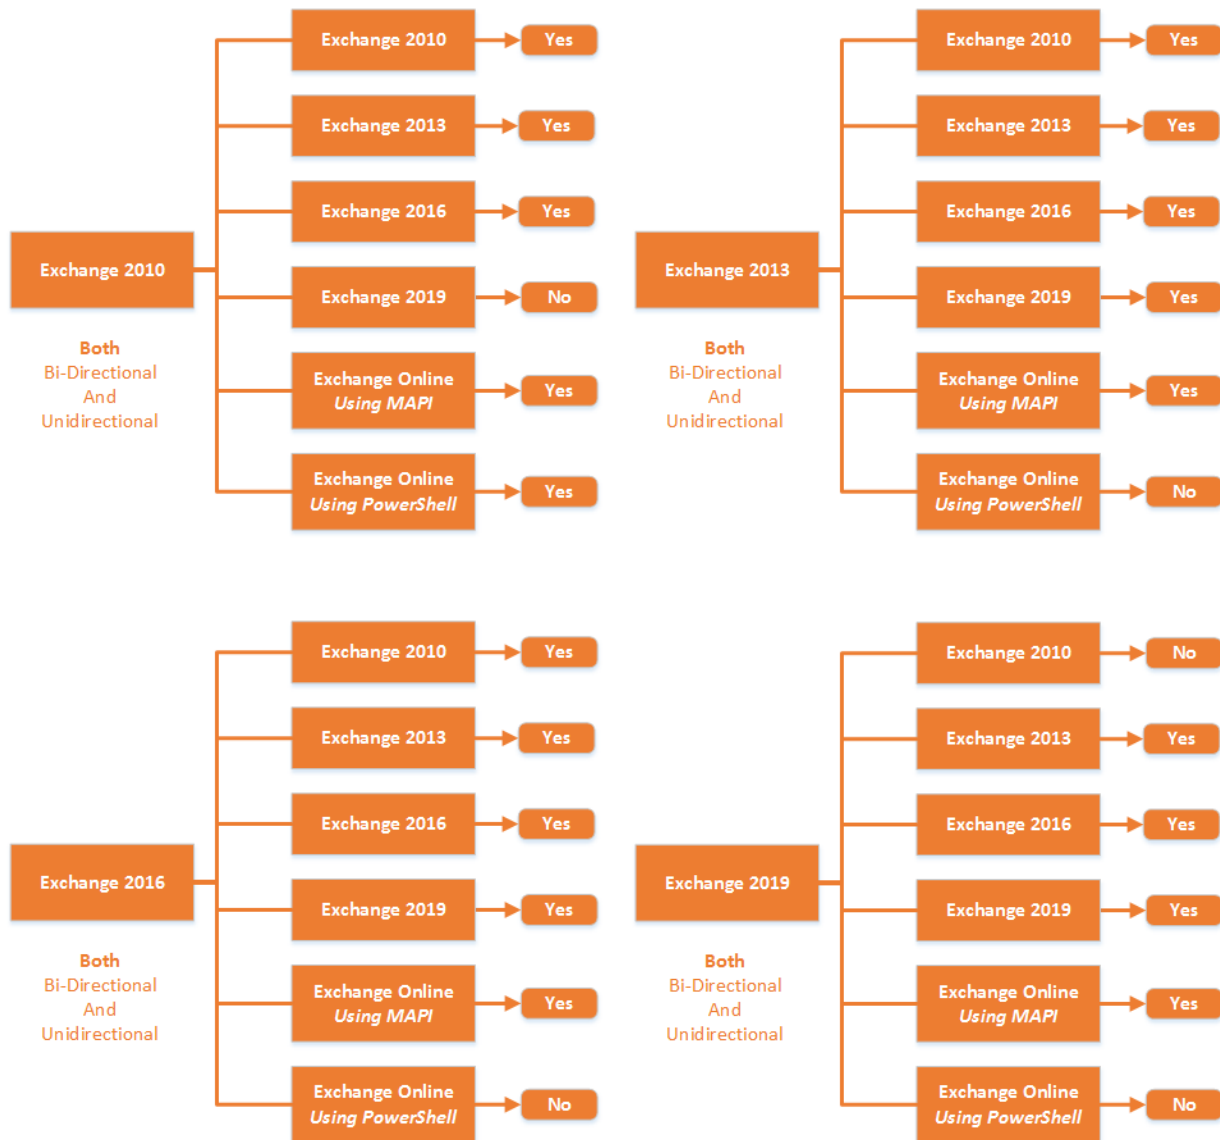 Exchange 2010
Both
Bi-Directional
And
Unidirectional
Exchange 2010
Yes
Exchange 2013
Yes
Exchange 2016
Yes
Exchange 2019
No
Exchange Online
Using MAPI
Yes
Exchange Online
Using PowerShell
Yes
Exchange 2013
Both
Bi-Directional
And
Unidirectional
Exchange 2010
Yes
Exchange 2013
Yes
Exchange 2016
Yes
Exchange 2019
Yes
Exchange Online
Using MAPI
Yes
Exchange Online
Using PowerShell
No
Exchange 2016
Both
Bi-Directional
And
Unidirectional
Exchange 2010
Yes
Exchange 2013
Yes
Exchange 2016
Yes
Exchange 2019
Yes
Exchange Online
Using MAPI
Yes
Exchange Online
Using PowerShell
No
Exchange 2019
Both
Bi-Directional
And
Unidirectional
Exchange 2010
No
Exchange 2013
Yes
Exchange 2016
Yes
Exchange 2019
Yes
Exchange Online
Using MAPI
Yes
Exchange Online
Using PowerShell
No